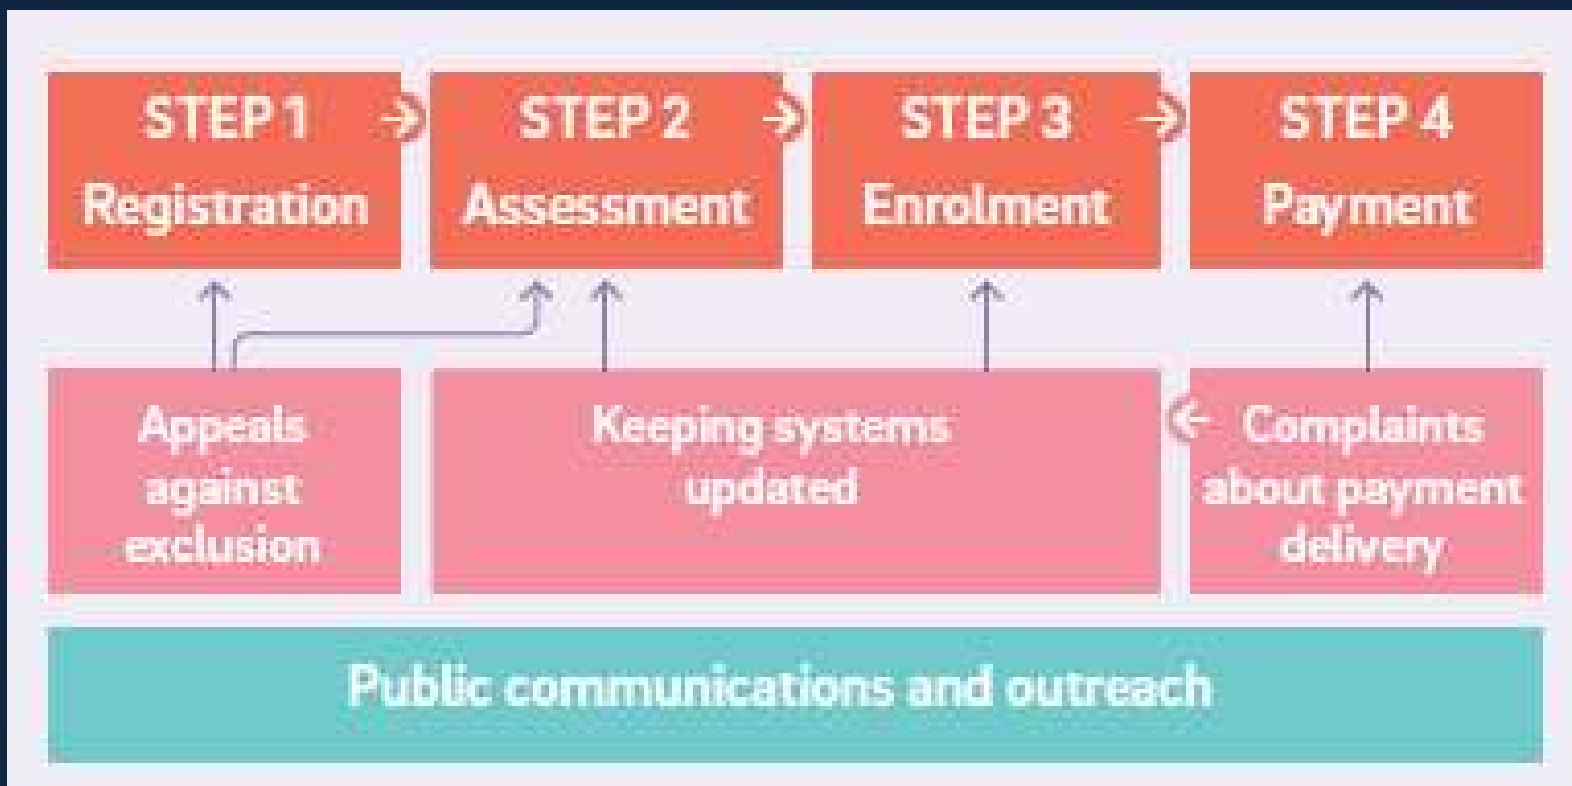 STEP 1
Registration
STEP 2
Assessment
STEP 3
Enrolment
STEP 4
Payment
Appeals
against
exclusion
Keeping systems
updated
Complaints
about payment
delivery
Public communications and outreach